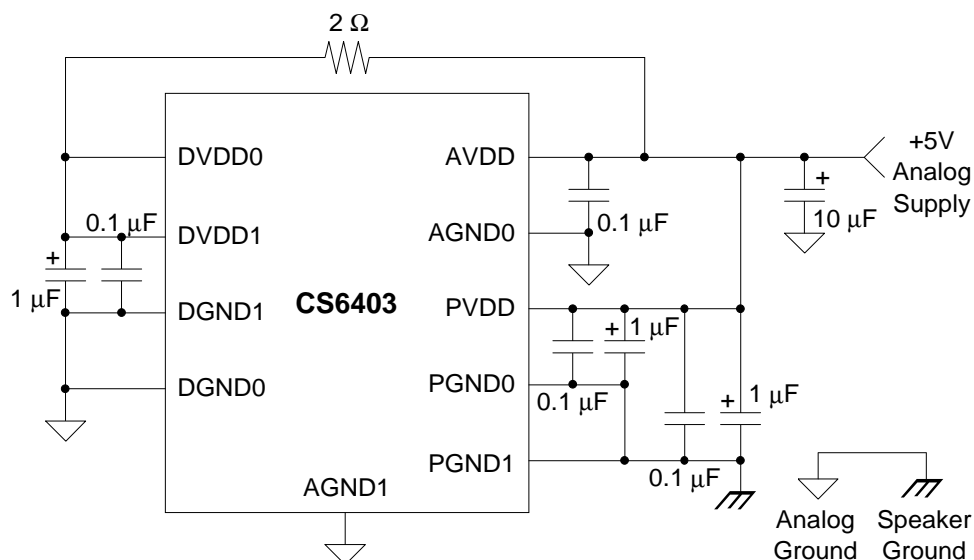 2 Ω
DVDD0
AVDD
+5V
Analog
Supply
+
0.1 μF
DVDD1
0.1 μF
AGND0
10 μF
+
1 μF
DGND1
CS6403
PVDD
+
1 μF
DGND0
PGND0
0.1 μF
+
1 μF
PGND1
0.1 μF
AGND1
Analog
Ground
Speaker
Ground